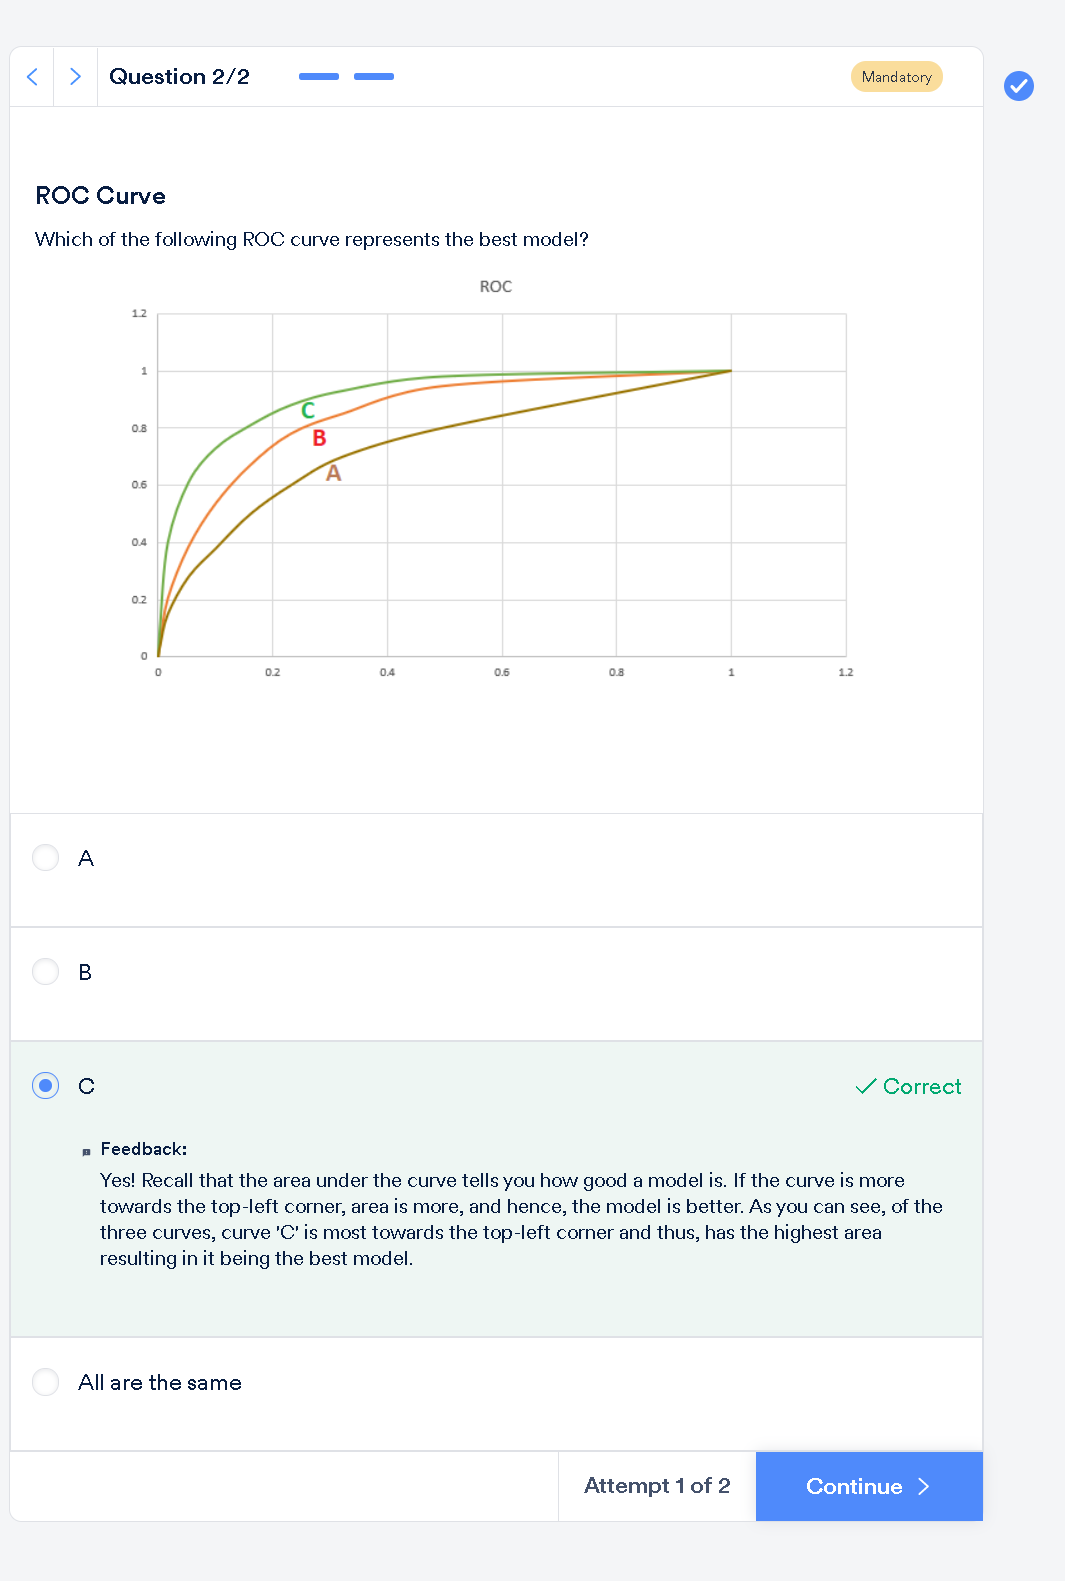 Question 2/2
Mandatory
ROC Curve
Which of the following ROC curve represents the best model?
ROC
1.2
1
0.8
0.6
0.4
0.2
0
C
B
A
0 0.2 0.4 0.6 0.8 1 1.2
A
B
C
Correct
Feedback:
Yes! Recall that the area under the curve tells you how good a model is. If the curve is more
towards the top-left corner, area is more, and hence, the model is better. As you can see, of the
three curves, curve 'C' is most towards the top-left corner and thus, has the highest area
resulting in it being the best model.
All are the same
Attempt 1 of 2
Continue